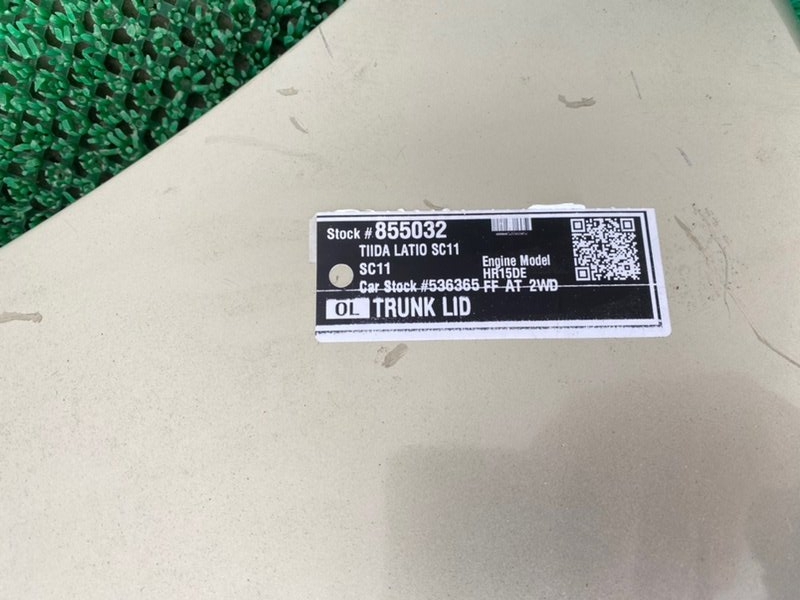 Stock # 855032
TIIDA LATIO SC11
SC11
Engine Model
HR15DE
Car Stock #536365 FF AT 2WD
OL TRUNK LID